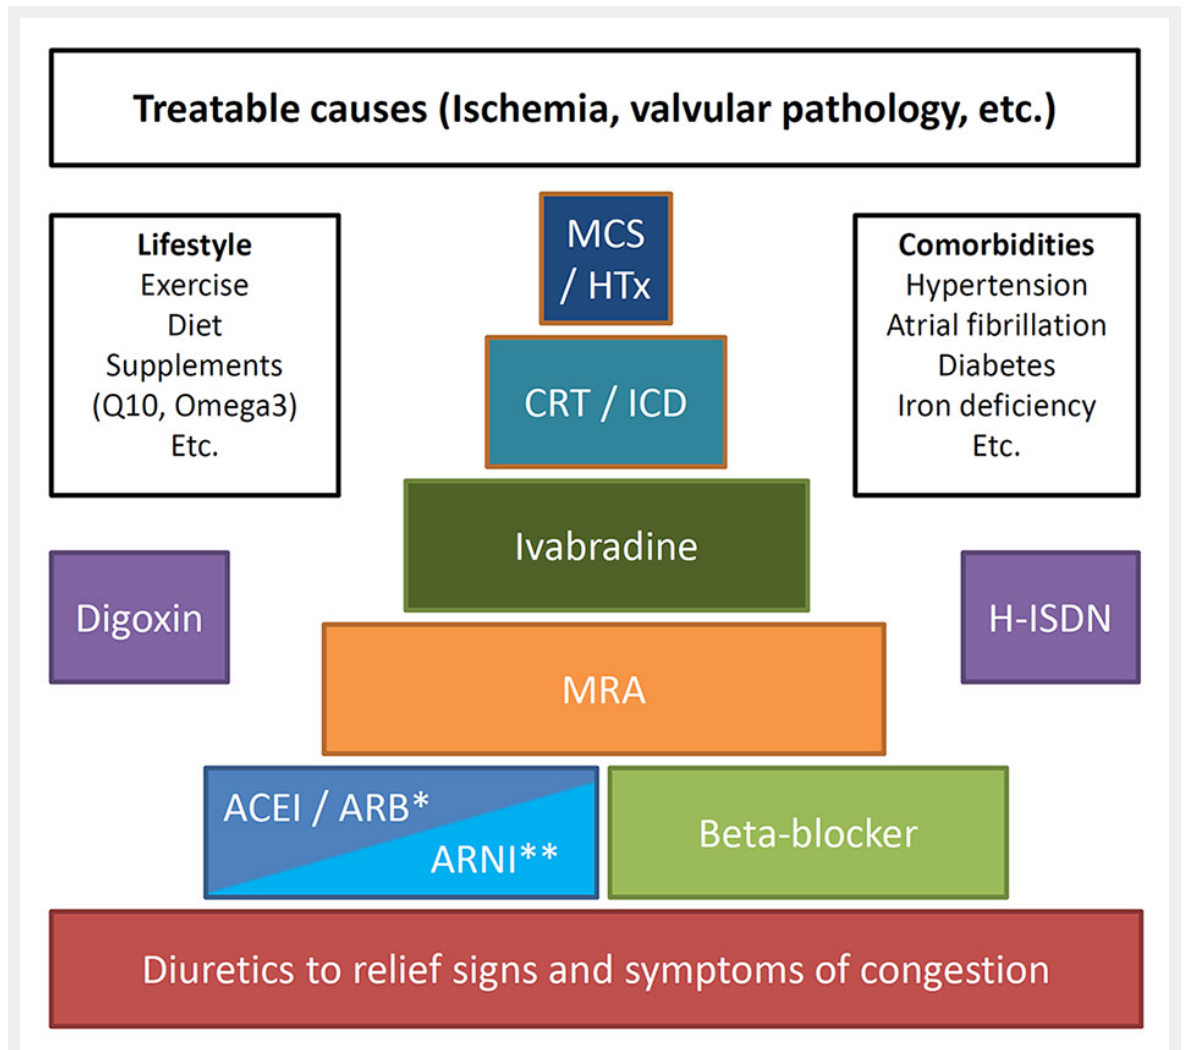 Treatable causes (Ischemia, valvular pathology, etc.)
MCS
/ HTx
Lifestyle
Exercise
Diet
Supplements
(Q10, Omega3)
Etc.
Comorbidities
Hypertension
Atrial fibrillation
Diabetes
Iron deficiency
Etc.
CRT / ICD
Ivabradine
Digoxin
H-ISDN
MRA
ACEI / ARB*
ARNI**
Beta-blocker
Diuretics to relief signs and symptoms of congestion